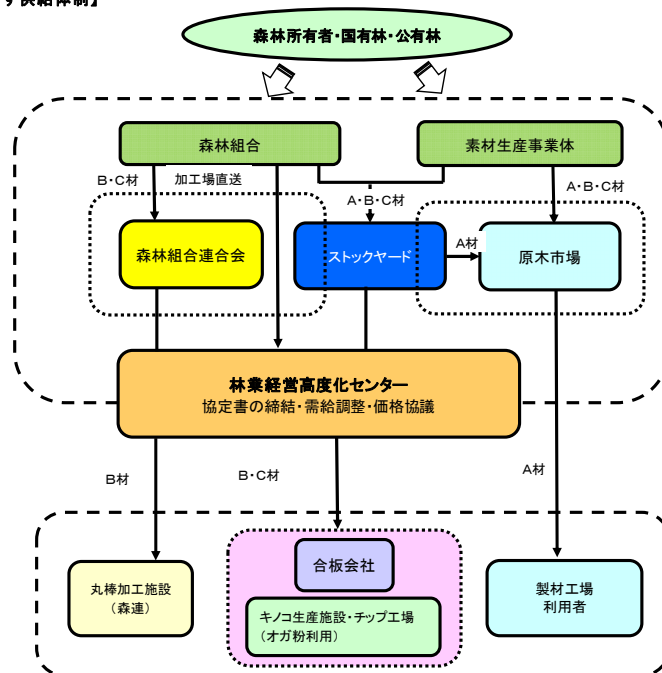 す供給体制】
森林所有者・国有林・公有林
森林組合
素材生産事業体
B・C材
加工場直送
A・B・C材
A・B・C材
森林組合連合会
ストックヤード
A材
原木市場
林業経営高度化センター
協定書の締結・需給調整・価格協議
B材
B・C材
A材
丸棒加工施設
（森連）
合板会社
キノコ生産施設・チップ工場
（オガ粉利用）
製材工場
利用者